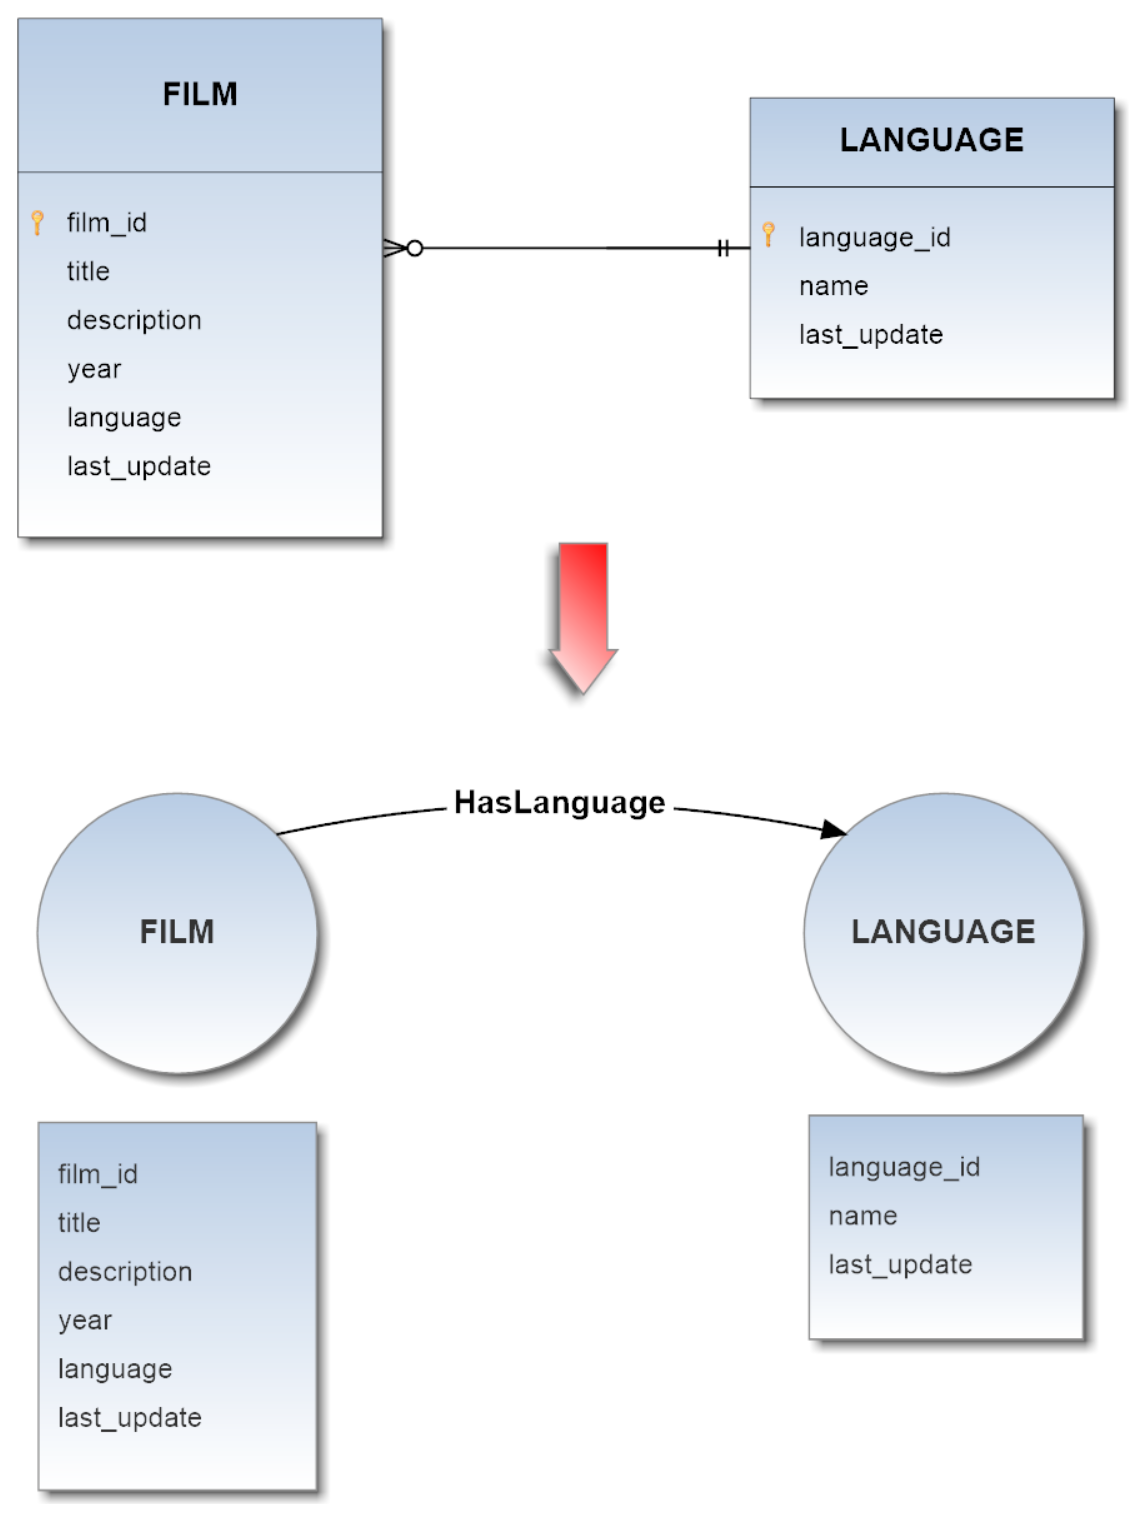 FILM
film_id
title
description
year
language
last_update
LANGUAGE
language_id
name
last_update
HasLanguage
FILM
LANGUAGE
film_id
title
description
year
language
last_update
language_id
name
last_update